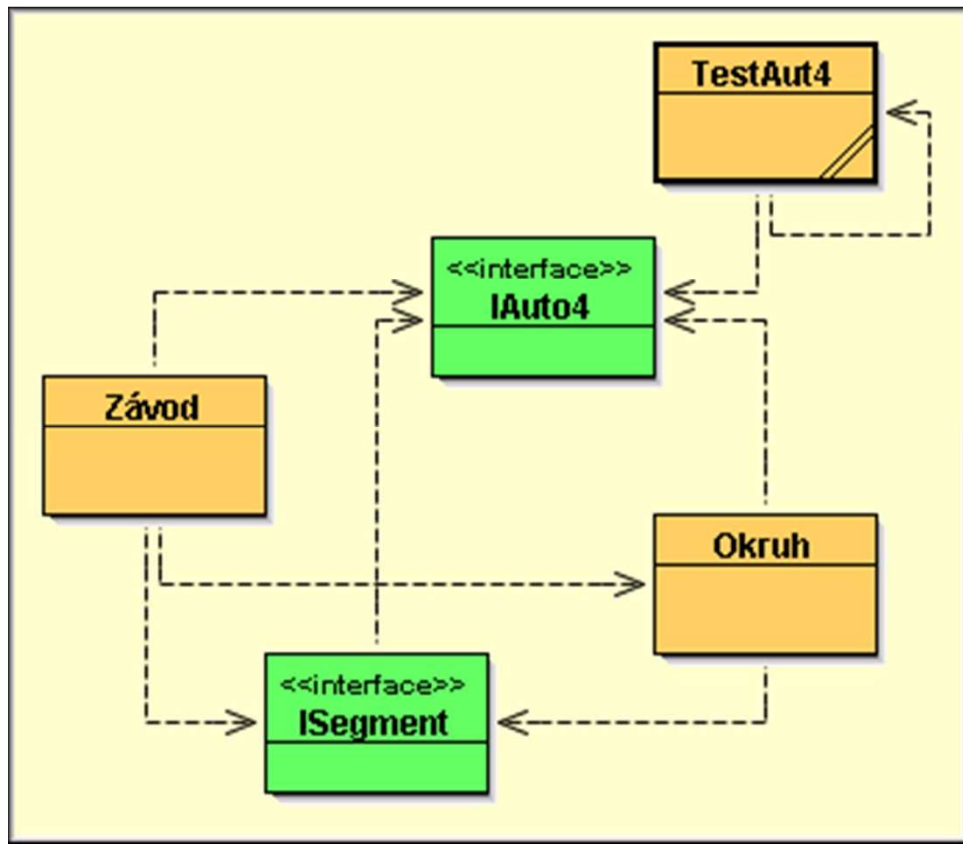 TestAut4
<<interface>>
IAuto4
Závod
Okruh
<<interface>>
ISegment